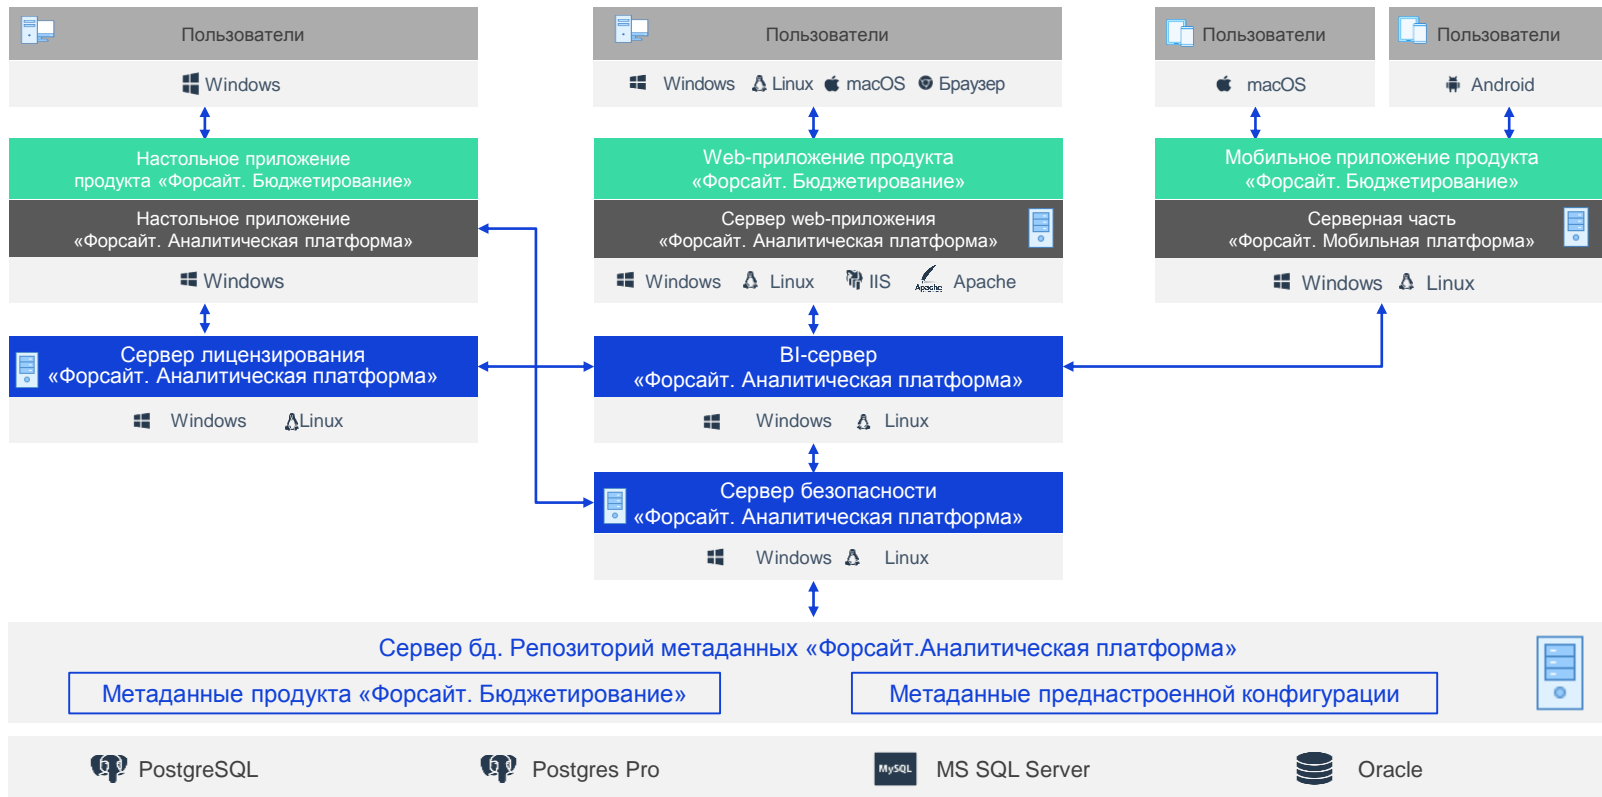 Пользователи
Пользователи
Пользователи
Пользователи
Windows
Windows Linux macOS Браузер
macOS
Android
Настольное приложение
продукта «Форсайт. Бюджетирование»
Web-приложение продукта
«Форсайт. Бюджетирование»
Мобильное приложение продукта
«Форсайт. Бюджетирование»
Настольное приложение
«Форсайт. Аналитическая платформа»
Сервер web-приложения
«Форсайт. Аналитическая платформа»
Серверная часть
«Форсайт. Мобильная платформа»
Windows
Windows Linux IIS Apache Apache
Windows Linux
Сервер лицензирования
«Форсайт. Аналитическая платформа»
BI-сервер
«Форсайт. Аналитическая платформа»
Windows Linux
Windows Linux
Сервер безопасности
«Форсайт. Аналитическая платформа»
Windows Linux
Сервер бд. Репозиторий метаданных «Форсайт.Аналитическая платформа»
Метаданные продукта «Форсайт. Бюджетирование»
Метаданные преднастроенной конфигурации
PostgreSQL
Postgres Pro
MySQL MS SQL Server
Oracle